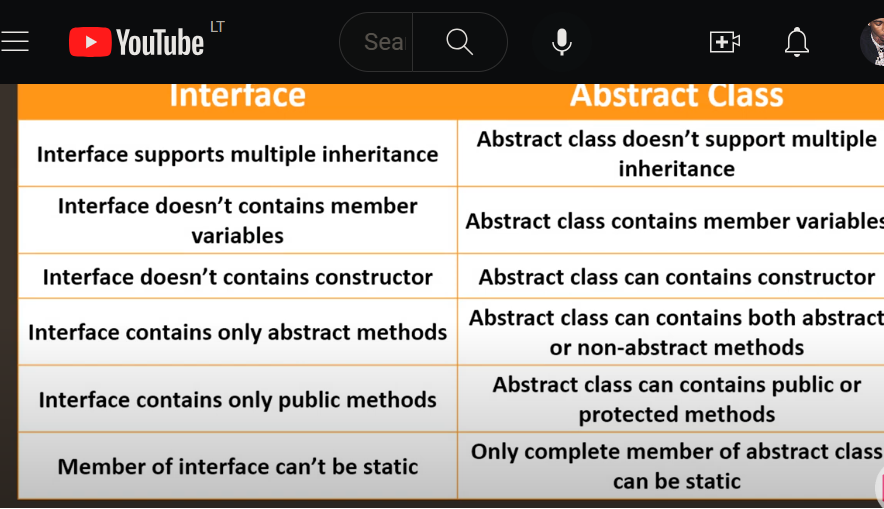 YouTube LT
Sea
Interface
Abstract Class
Interface supports multiple inheritance
Abstract class doesn't support multiple
inheritance
Interface doesn't contains member
variables
Abstract class contains member variables
Interface doesn't contains constructor
Abstract class can contains constructor
Interface contains only abstract methods
Abstract class can contains both abstract
or non-abstract methods
Interface contains only public methods
Abstract class can contains public or
protected methods
Member of interface can't be static
Only complete member of abstract class
can be static